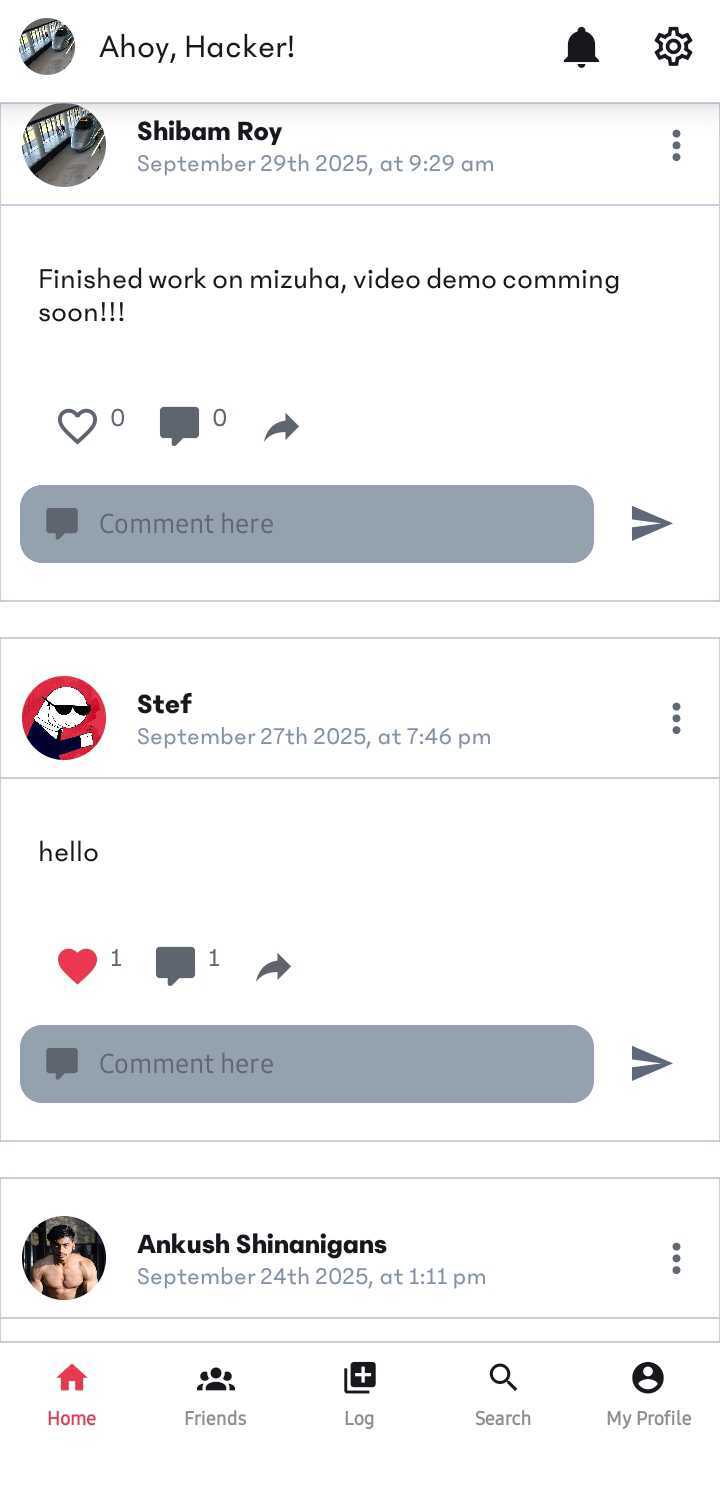 Ahoy, Hacker!
Shibam Roy
September 29th 2025, at 9:29 am
Finished work on mizuha, video demo comming
soon!!!
0 0
Comment here
Stef
September 27th 2025, at 7:46 pm
hello
1 1
Comment here
Ankush Shinanigans
September 24th 2025, at 1:11 pm
Home Friends Log Search My Profile